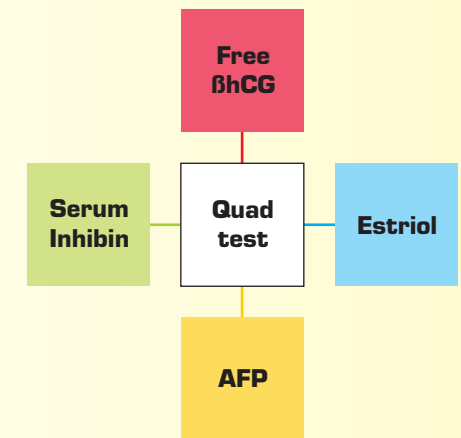 Free
ßhCG
Serum
Inhibin
Quad
test
Estriol
AFP